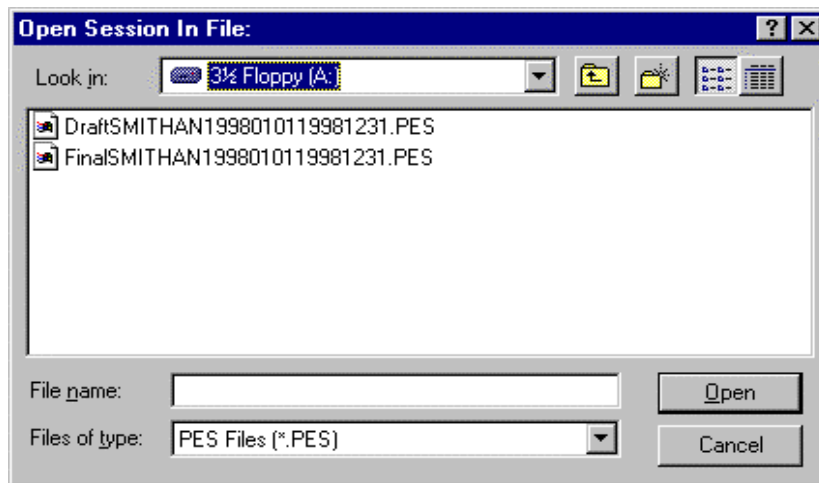 Open Session In File:
Look in: 3½ Floppy (A:)
DraftSMITHAN1998010119981231.PES
FinalSMITHAN1998010119981231.PES
File name: Open
Files of type: PES Files (*.PES) Cancel